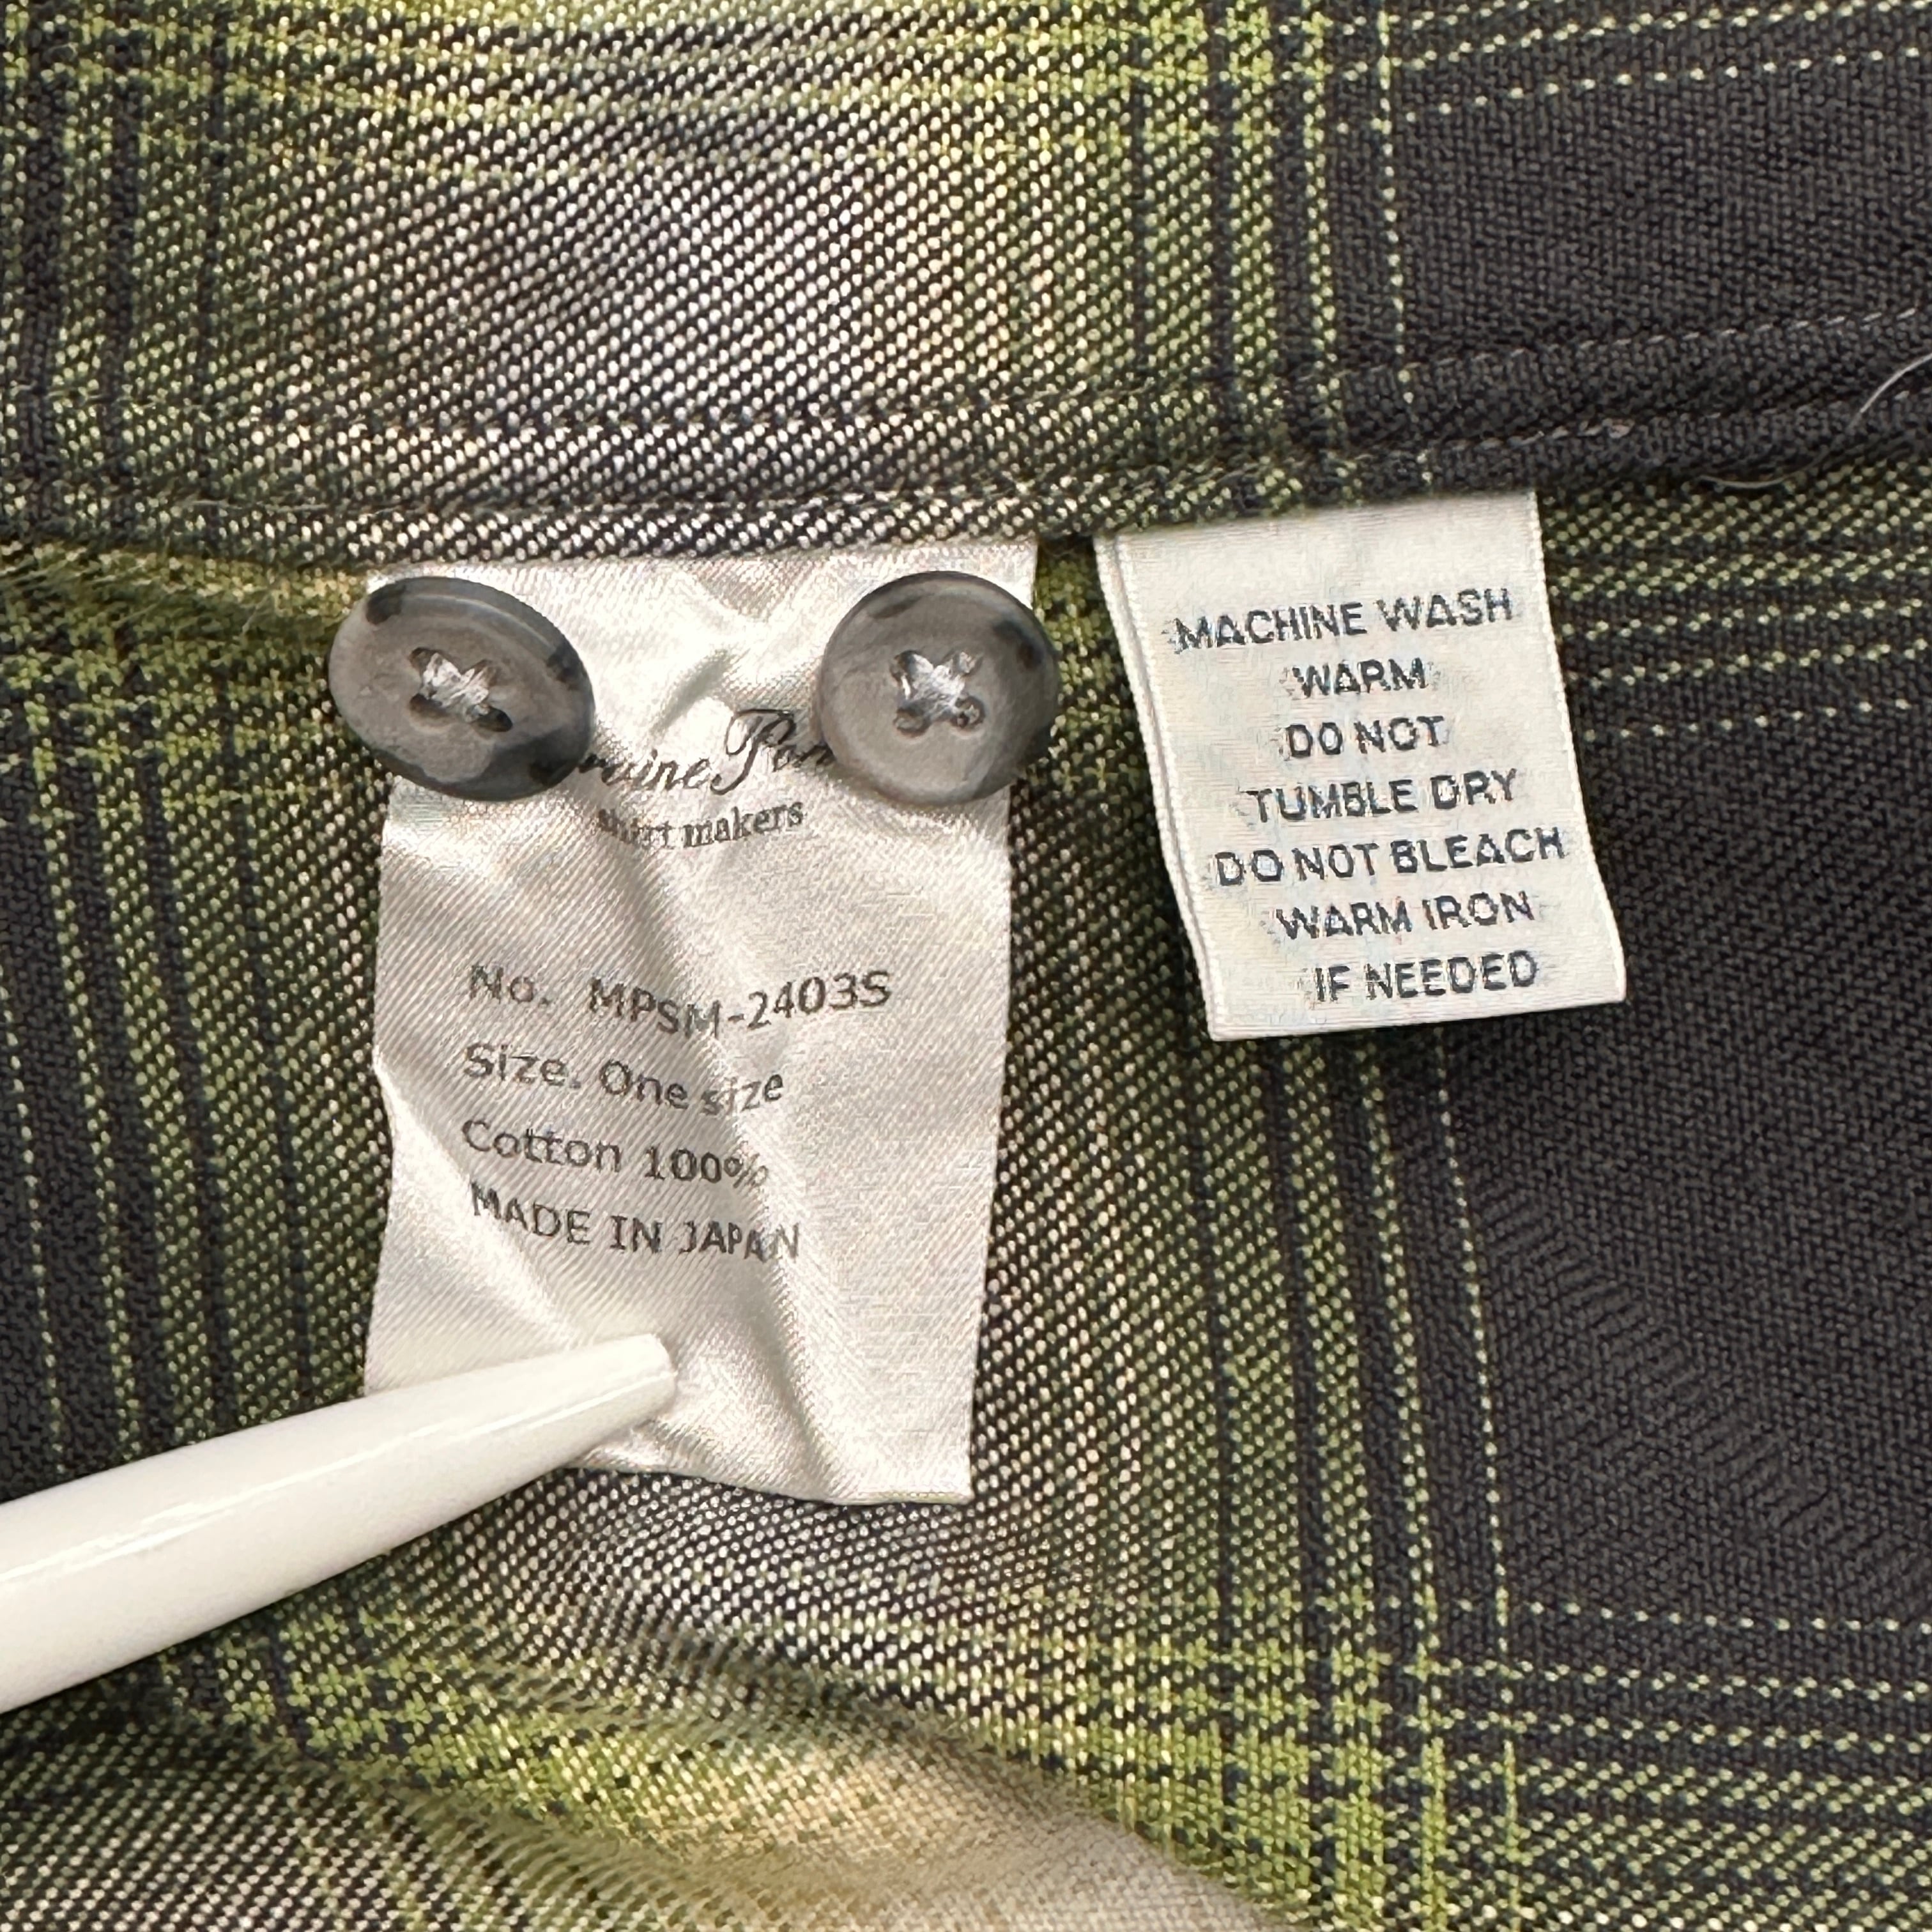 shirt makers
No. MPSM-2403S
Size. One size
Cotton 100%
MADE IN JAPAN
MACHINE WASH
WARM
DO NOT
TUMBLE DRY
DO NOT BLEACH
WARM IRON
IF NEEDED